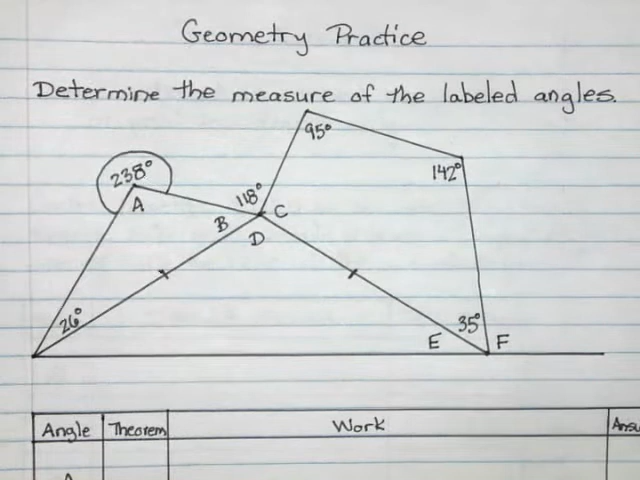 Geometry Practice
Determine the measure of the labeled angles.
95°
238°
142°
118°
A
C
B
D
26°
35°
E
F
Angle Theorem Work
A